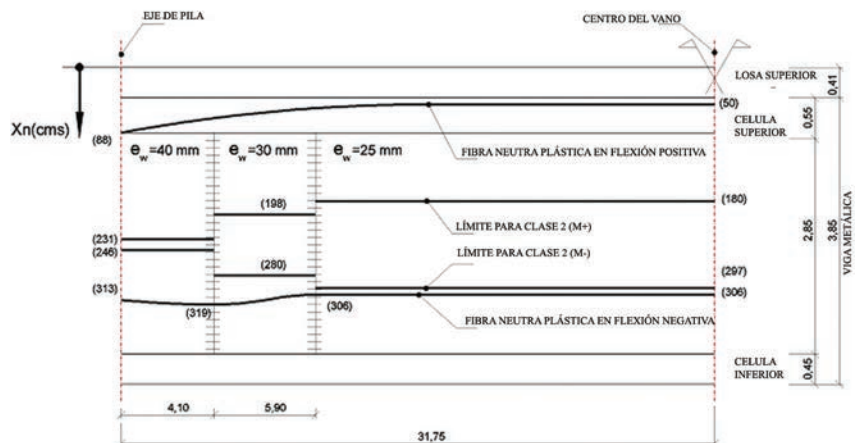 EJE DE PILA
CENTRO DEL VANO
LOSA SUPERIOR
0,41
Xn(cms)
(88)
(50)
CELULA
SUPERIOR
0,55
e_w=40 mm
e_w=30 mm
e_w=25 mm
FIBRA NEUTRA PLÁSTICA EN FLEXIÓN POSITIVA
(198)
(180)
LÍMITE PARA CLASE 2 (M+)
(231)
(246)
LÍMITE PARA CLASE 2 (M-)
2,85
3,85
VIGA METÁLICA
(280)
(297)
(313)
(306)
(319)
(306)
FIBRA NEUTRA PLÁSTICA EN FLEXIÓN NEGATIVA
CELULA
INFERIOR
0,45
4,10
5,90
31,75